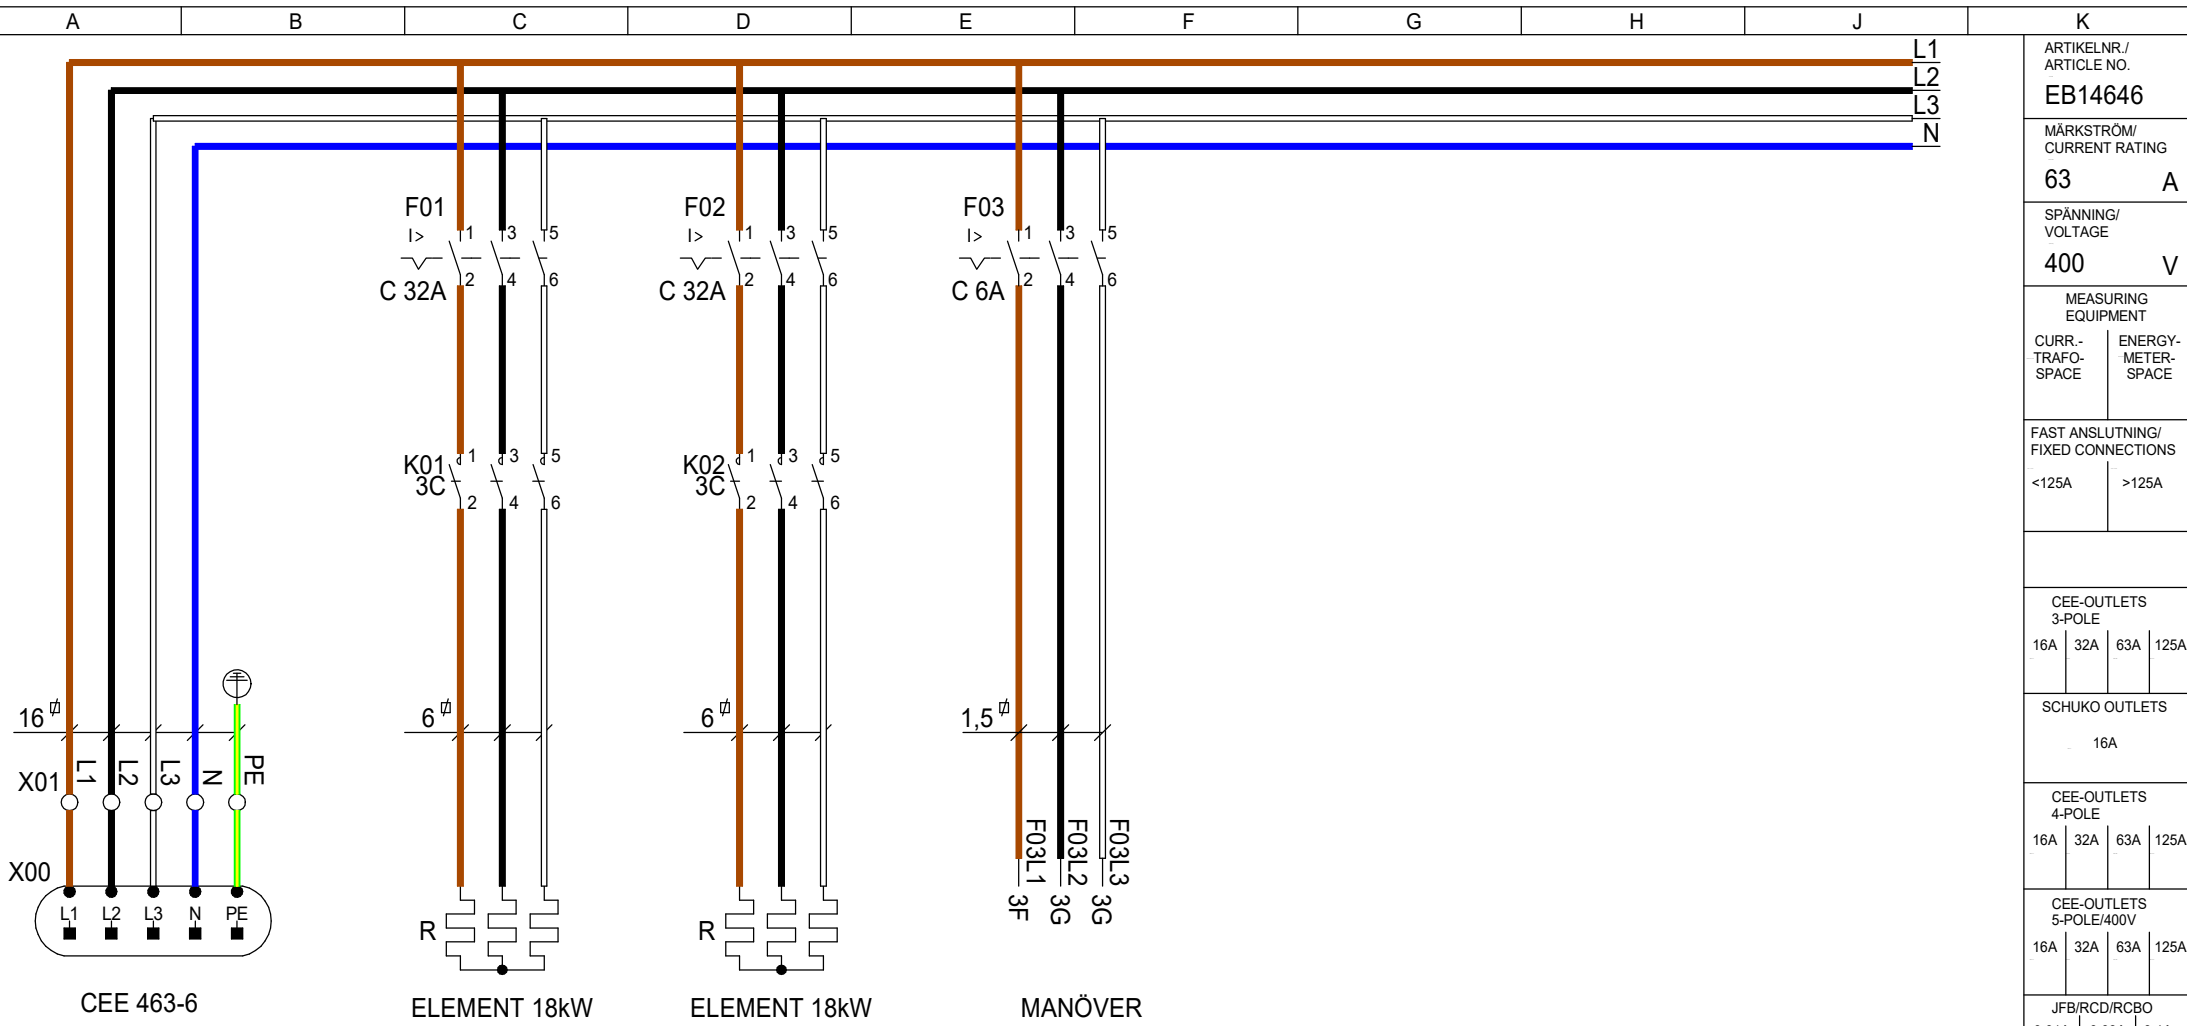 A B C D E F G H J K
L1
L2
L3
N
F01
I>
1 3 5
2 4 6
C 32A
F02
I>
1 3 5
2 4 6
C 32A
F03
I>
1 3 5
2 4 6
C 6A
K01
3C
1 3 5
2 4 6
K02
3C
1 3 5
2 4 6
16
6
6
1,5
X01
L1
L2
L3
N
PE
X00
L1 L2 L3 N PE
CEE 463-6
R
ELEMENT 18kW
R
ELEMENT 18kW
F03L1
F03L2
F03L3
3F
3G
3G
MANÖVER
ARTIKELNR./
ARTICLE NO.
EB14646
MÄRKSTRÖM/
CURRENT RATING
63 A
SPÄNNING/
VOLTAGE
400 V
MEASURING
EQUIPMENT
CURR.-
TRAFO-
SPACE
ENERGY-
METER-
SPACE
FAST ANSLUTNING/
FIXED CONNECTIONS
<125A >125A
CEE-OUTLETS
3-POLE
16A 32A 63A 125A
SCHUKO OUTLETS
16A
CEE-OUTLETS
4-POLE
16A 32A 63A 125A
CEE-OUTLETS
5-POLE/400V
16A 32A 63A 125A
JFB/RCD/RCBO